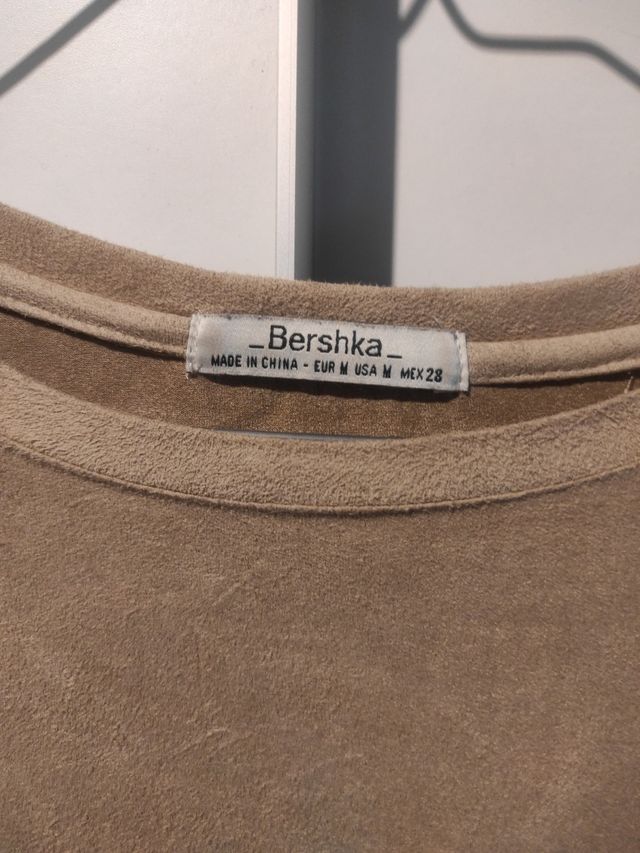 _Bershka_
MADE IN CHINA - EUR M USA M MEX 28